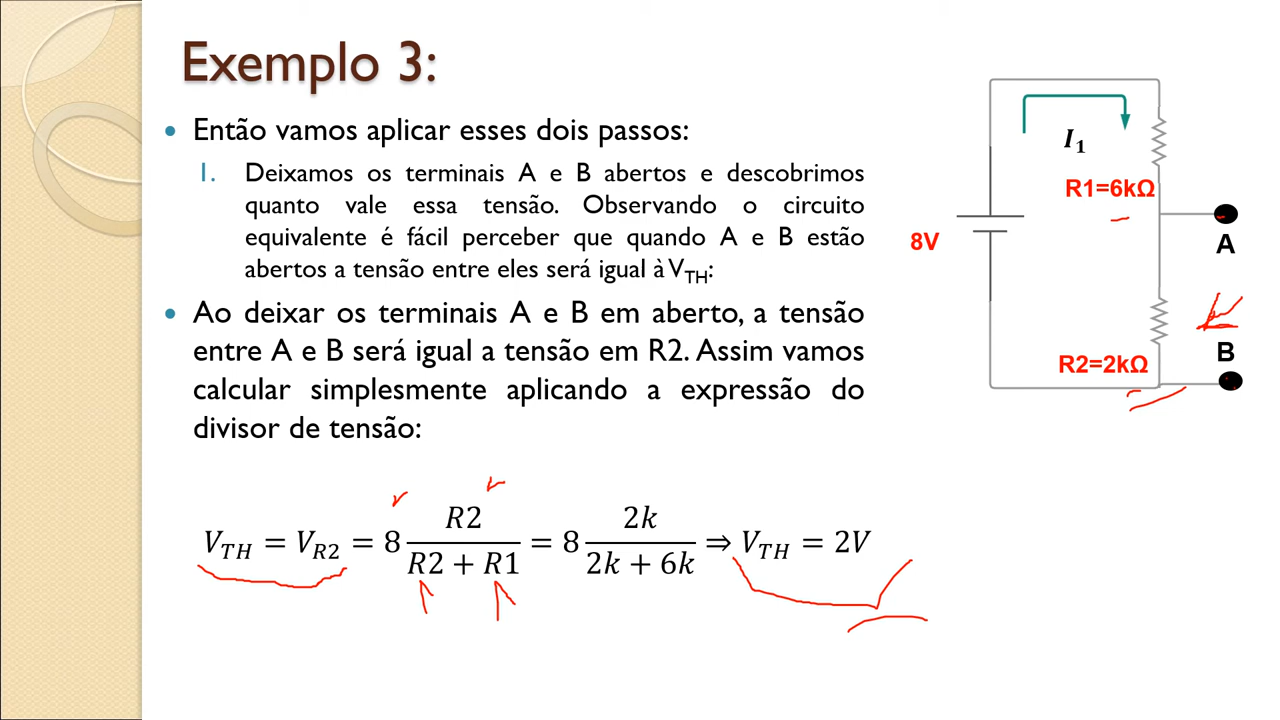 Exemplo 3:
Então vamos aplicar esses dois passos:
1. Deixamos os terminais A e B abertos e descobrimos
quanto vale essa tensão. Observando o circuito
equivalente é fácil perceber que quando A e B estão
abertos a tensão entre eles será igual à V_TH:
Ao deixar os terminais A e B em aberto, a tensão
entre A e B será igual a tensão em R2. Assim vamos
calcular simplesmente aplicando a expressão do
divisor de tensão:
V_TH = V_R2 = 8 R2/(R2 + R1) = 8 2k/(2k + 6k) ⇒ V_TH = 2V
I_1
R1=6kΩ
8V
A
B
R2=2kΩ